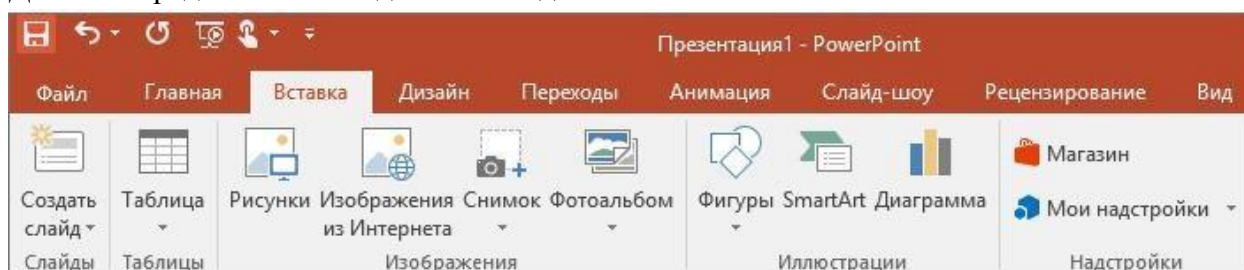 Презентация1 - PowerPoint
Файл Главная Вставка Дизайн Переходы Анимация Слайд-шоу Рецензирование Вид
Создать слайд
Таблица
Рисунки
Изображения из Интернета
Снимок
Фотоальбом
Фигуры
SmartArt
Диаграмма
Магазин
Мои надстройки
Слайды Таблицы Изображения Иллюстрации Надстройки